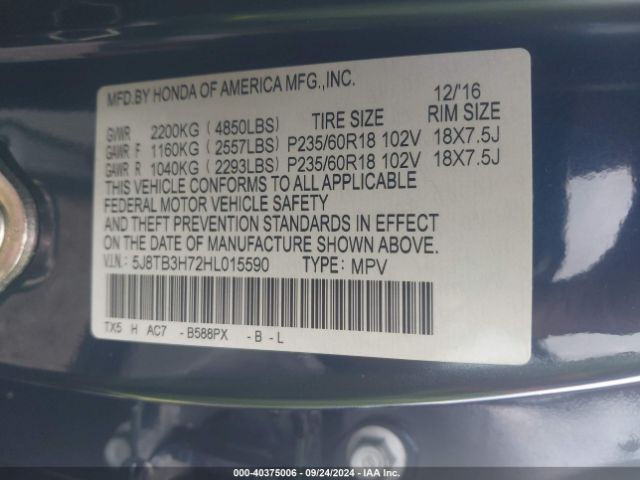 MFD.BY HONDA OF AMERICA MFG.,INC. 12/'16
GVWR 2200KG (4850LBS) TIRE SIZE RIM SIZE
GAWR F 1160KG (2557LBS) P235/60R18 102V 18X7.5J
GAWR R 1040KG (2293LBS) P235/60R18 102V 18X7.5J
THIS VEHICLE CONFORMS TO ALL APPLICABLE
FEDERAL MOTOR VEHICLE SAFETY
AND THEFT PREVENTION STANDARDS IN EFFECT
ON THE DATE OF MANUFACTURE SHOWN ABOVE.
V.I.N.: 5J8TB3H72HL015590 TYPE: MPV
TX5 H AC7 -B588PX -B-L
000-40375006 - 09/24/2024 - IAA Inc.